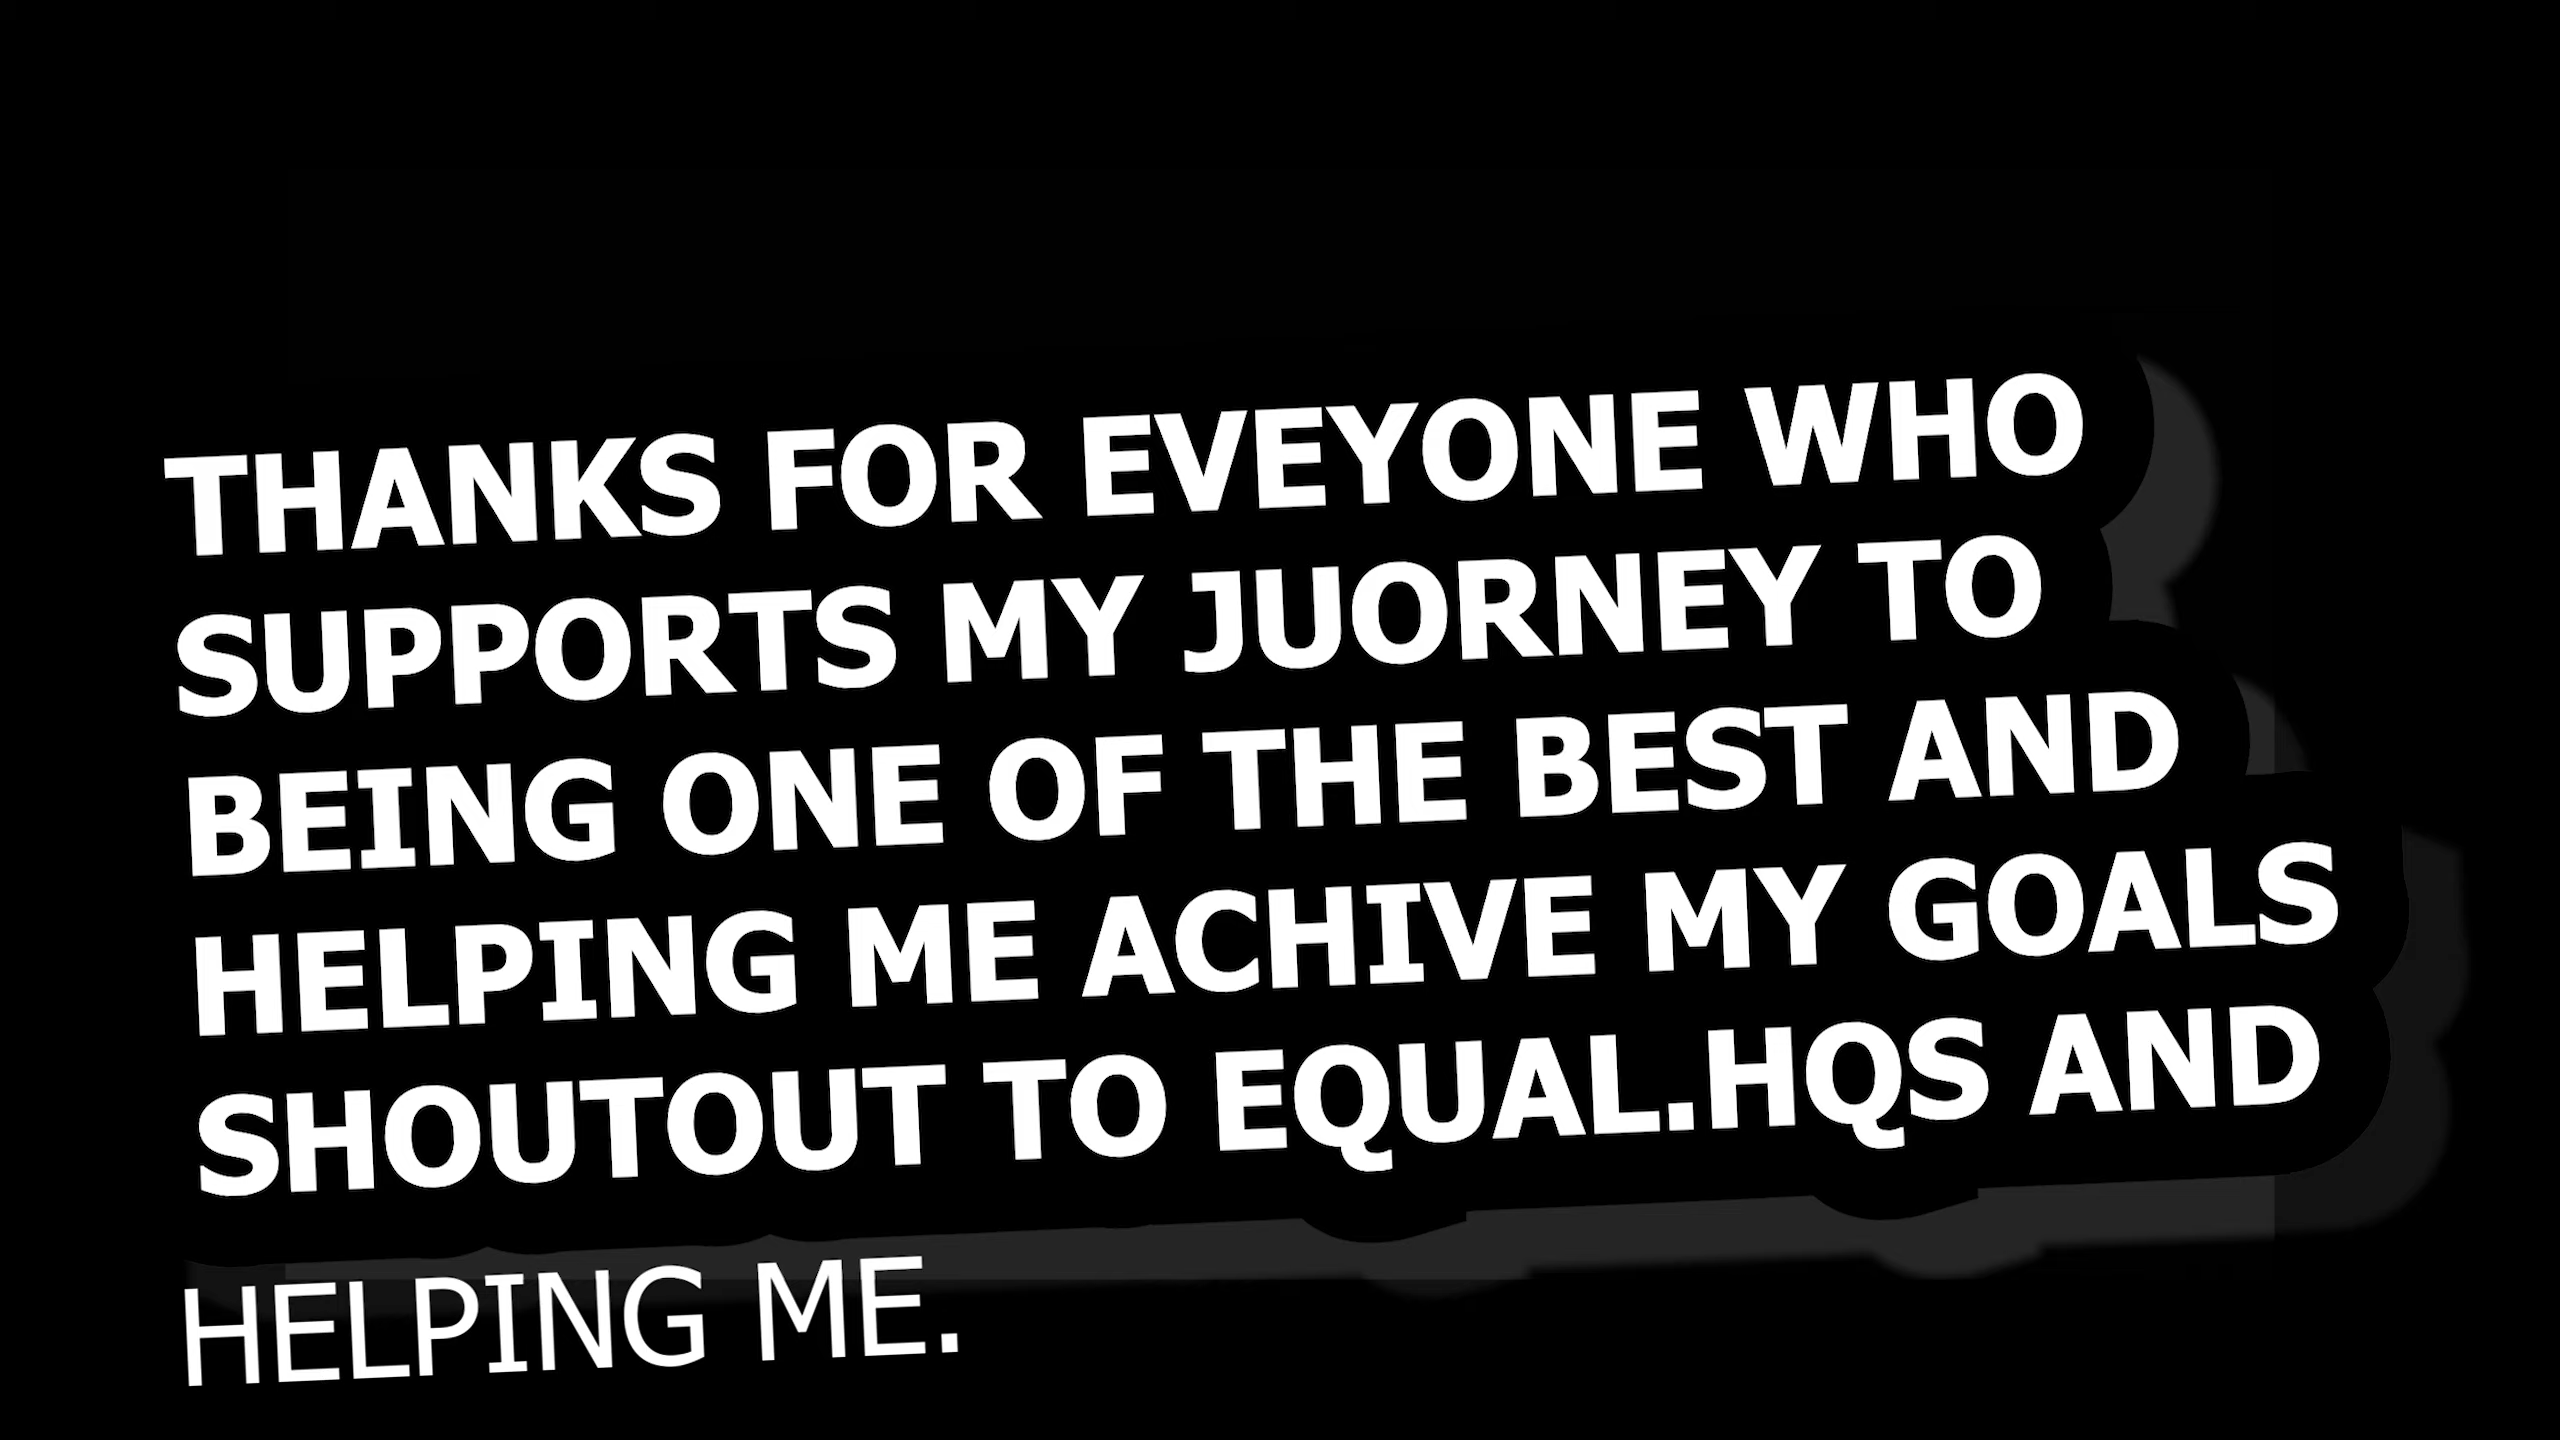 THANKS FOR EVEYONE WHO
SUPPORTS MY JUORNEY TO
BEING ONE OF THE BEST AND
HELPING ME ACHIVE MY GOALS
SHOUTOUT TO EQUAL.HQS AND
HELPING ME.